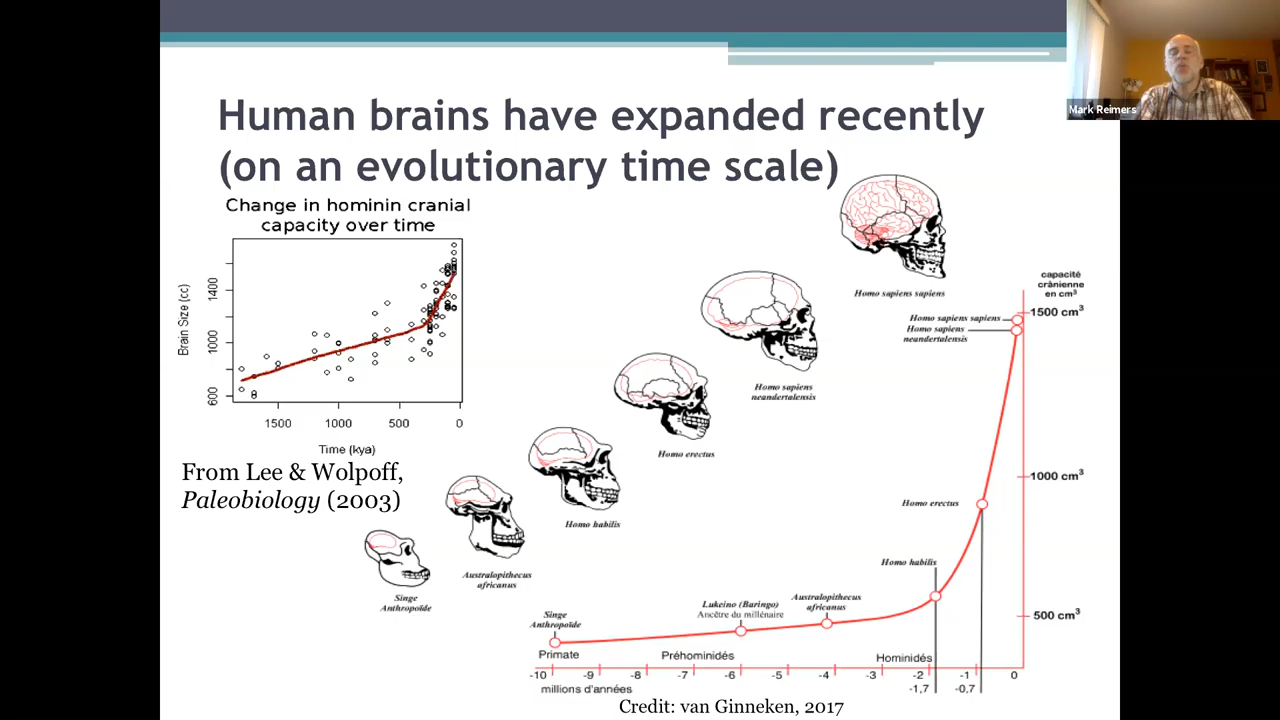 Mark Reimers
Human brains have expanded recently
(on an evolutionary time scale)
Change in hominin cranial
capacity over time
Brain Size (cc)
600
1000
1400
1500
1000
500
0
Time (kya)
From Lee & Wolpoff,
Paleobiology (2003)
Singe
Anthropoïde
Australopithecus
africanus
Homo habilis
Homo erectus
Homo sapiens
neandertalensis
Homo sapiens sapiens
capacité
crânienne
en cm³
1500 cm³
1000 cm³
500 cm³
Homo sapiens sapiens
Homo sapiens
neandertalensis
Homo erectus
Homo habilis
Australopithecus
africanus
Lukeino (Baringo)
Ancêtre du millénaire
Singe
Anthropoïde
Primate
Préhominidés
Hominidés
-10 -9 -8 -7 -6 -5 -4 -3 -2 -1 0
-1,7 -0,7
millions d'années
Credit: van Ginneken, 2017